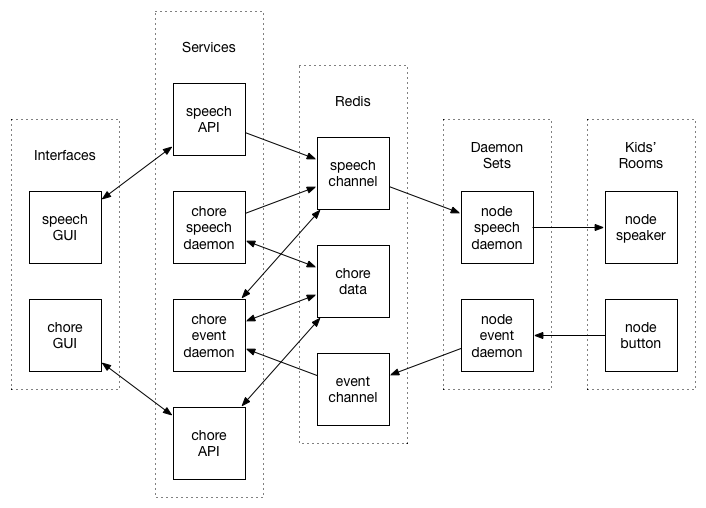 Interfaces
speech
GUI
chore
GUI
Services
speech
API
chore
speech
daemon
chore
event
daemon
chore
API
Redis
speech
channel
chore
data
event
channel
Daemon
Sets
node
speech
daemon
node
event
daemon
Kids’
Rooms
node
speaker
node
button